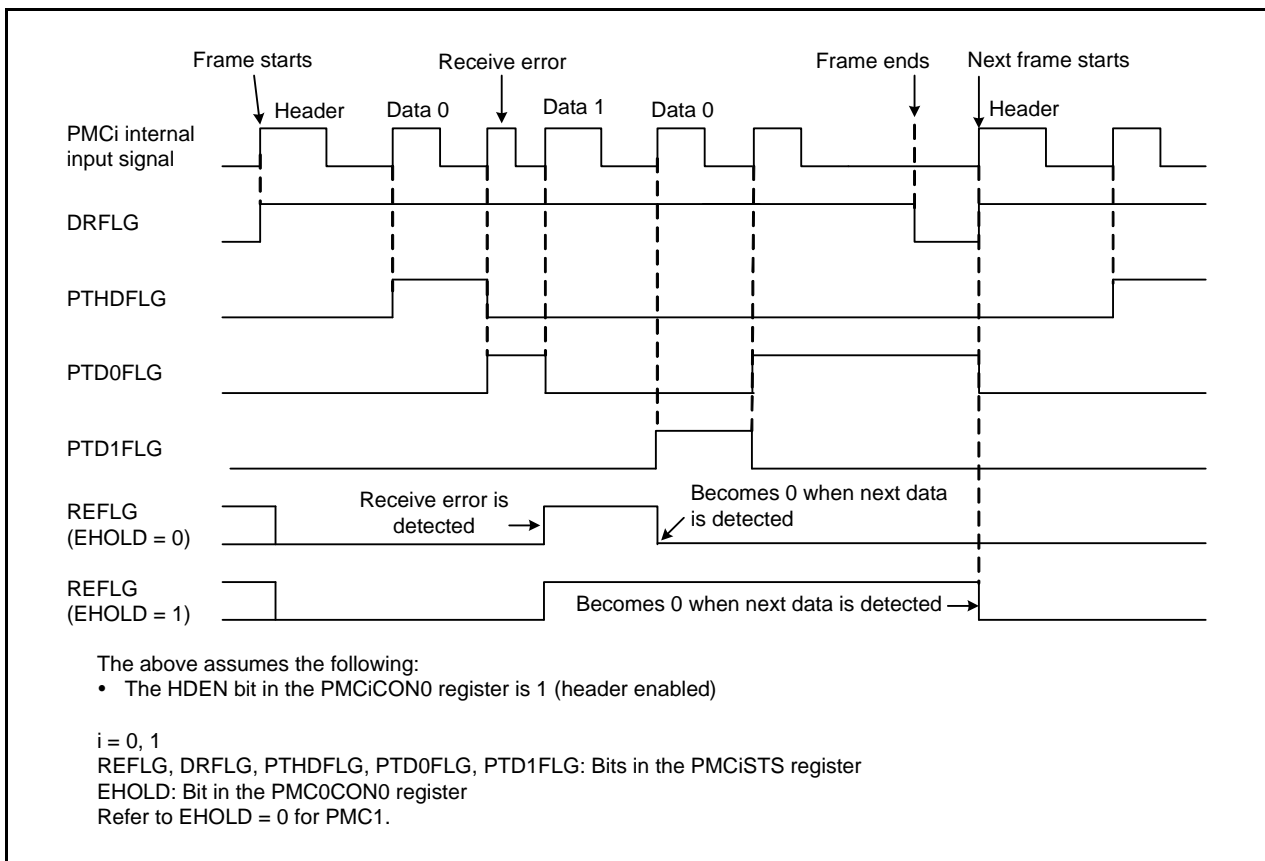 Frame starts
Receive error
Frame ends
Next frame starts
Header
Data 0
Data 1
Data 0
Header
PMCi internal
input signal
DRFLG
PTHDFLG
PTD0FLG
PTD1FLG
REFLG
(EHOLD = 0)
Receive error is
detected
Becomes 0 when next data
is detected
REFLG
(EHOLD = 1)
Becomes 0 when next data is detected
The above assumes the following:
• The HDEN bit in the PMCiCON0 register is 1 (header enabled)
i = 0, 1
REFLG, DRFLG, PTHDFLG, PTD0FLG, PTD1FLG: Bits in the PMCiSTS register
EHOLD: Bit in the PMC0CON0 register
Refer to EHOLD = 0 for PMC1.